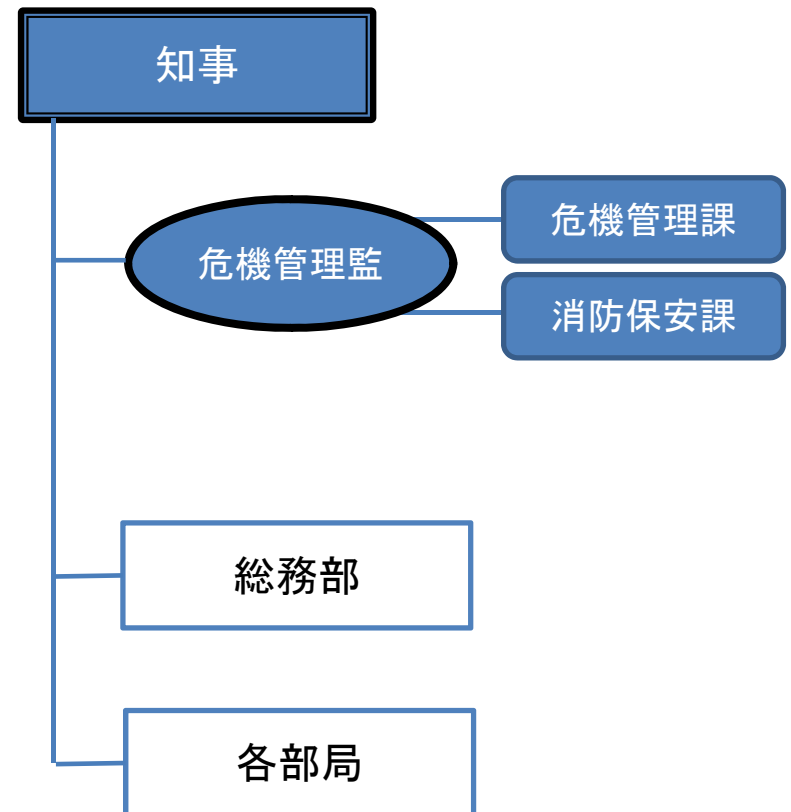 知事
危機管理監
危機管理課
消防保安課
総務部
各部局